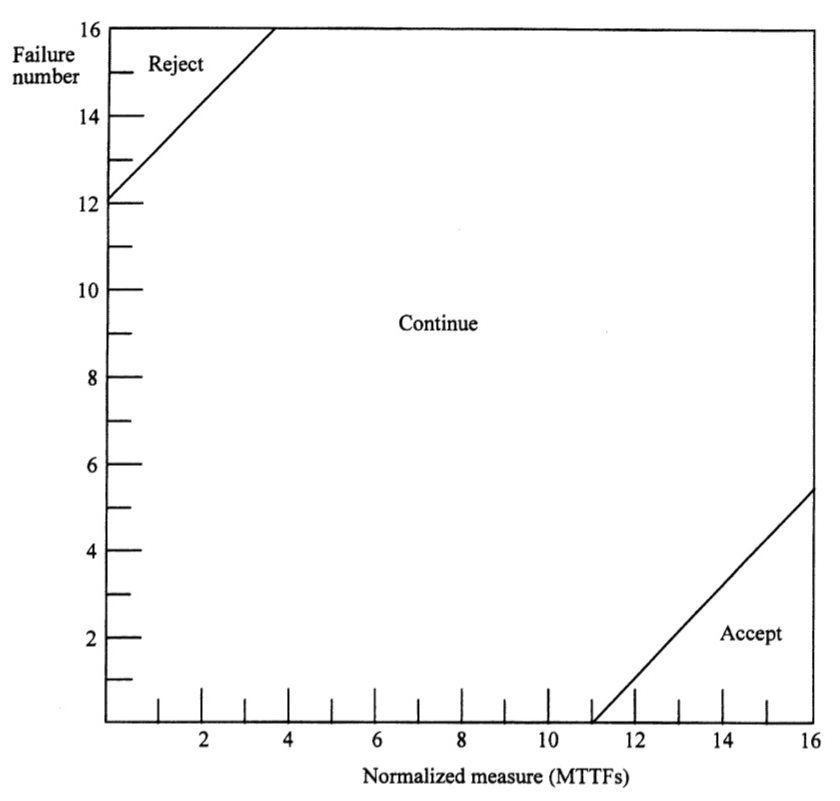 16
Failure
number
Reject
14
12
10
Continue
8
6
4
2
Accept
2 4 6 8 10 12 14 16
Normalized measure (MTTFs)